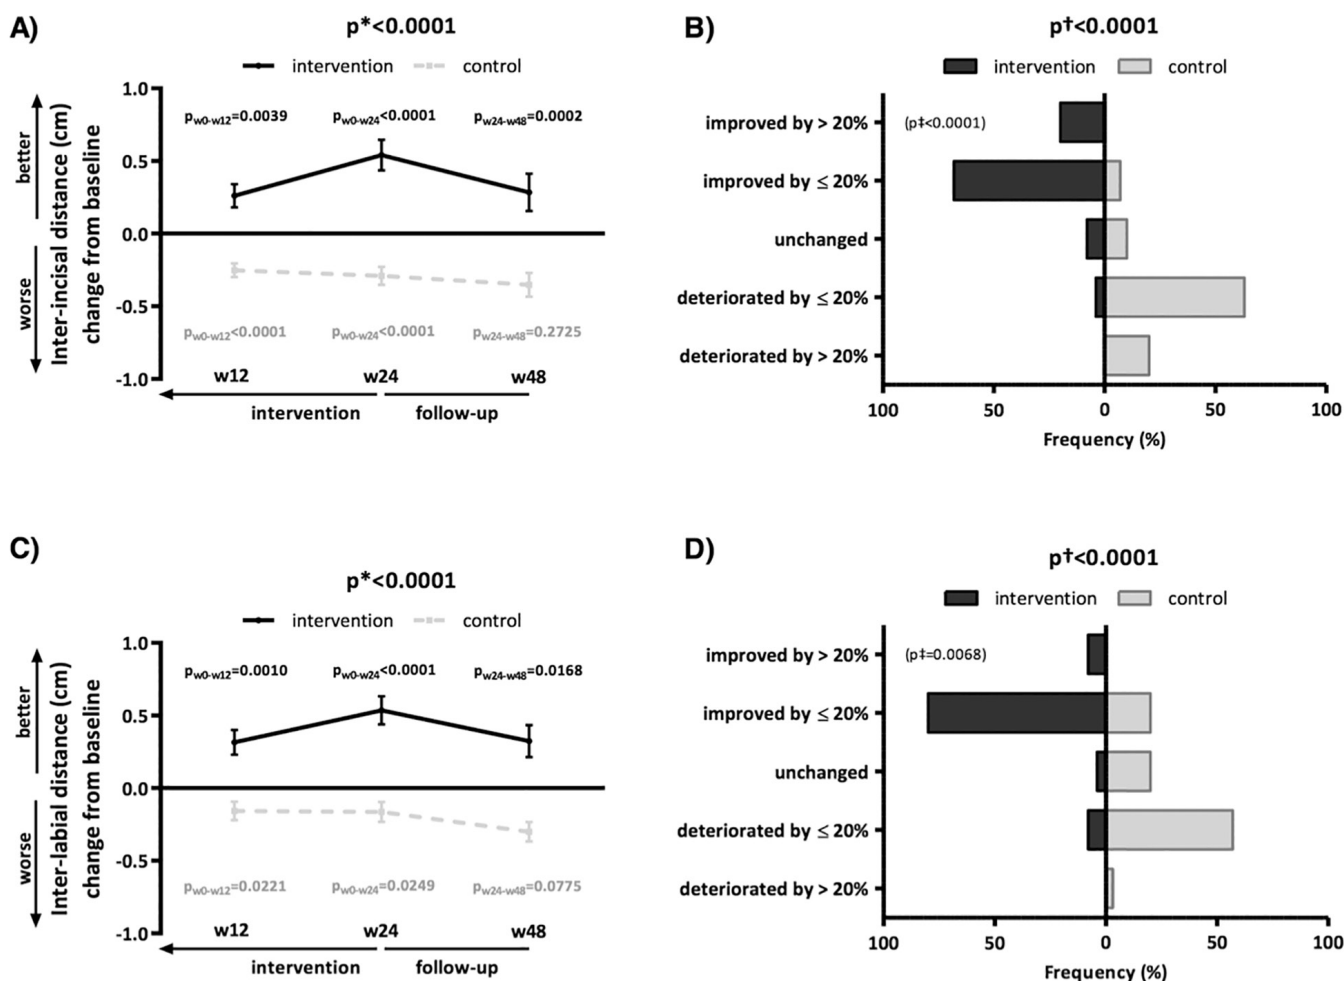 A)
p*<0.0001
intervention control
better
worse
Inter-incisal distance (cm)
change from baseline
1.0
0.5
0.0
-0.5
-1.0
pw0-w12=0.0039 pw0-w24<0.0001 pw24-w48=0.0002
pw0-w12<0.0001 pw0-w24<0.0001 pw24-w48=0.2725
w12 w24 w48
intervention follow-up
B)
p†<0.0001
intervention control
improved by > 20%
(p‡<0.0001)
improved by ≤ 20%
unchanged
deteriorated by ≤ 20%
deteriorated by > 20%
100 50 0 50 100
Frequency (%)
C)
p*<0.0001
intervention control
better
worse
Inter-labial distance (cm)
change from baseline
1.0
0.5
0.0
-0.5
-1.0
pw0-w12=0.0010 pw0-w24<0.0001 pw24-w48=0.0168
pw0-w12=0.0221 pw0-w24=0.0249 pw24-w48=0.0775
w12 w24 w48
intervention follow-up
D)
p†<0.0001
intervention control
improved by > 20%
(p‡=0.0068)
improved by ≤ 20%
unchanged
deteriorated by ≤ 20%
deteriorated by > 20%
100 50 0 50 100
Frequency (%)